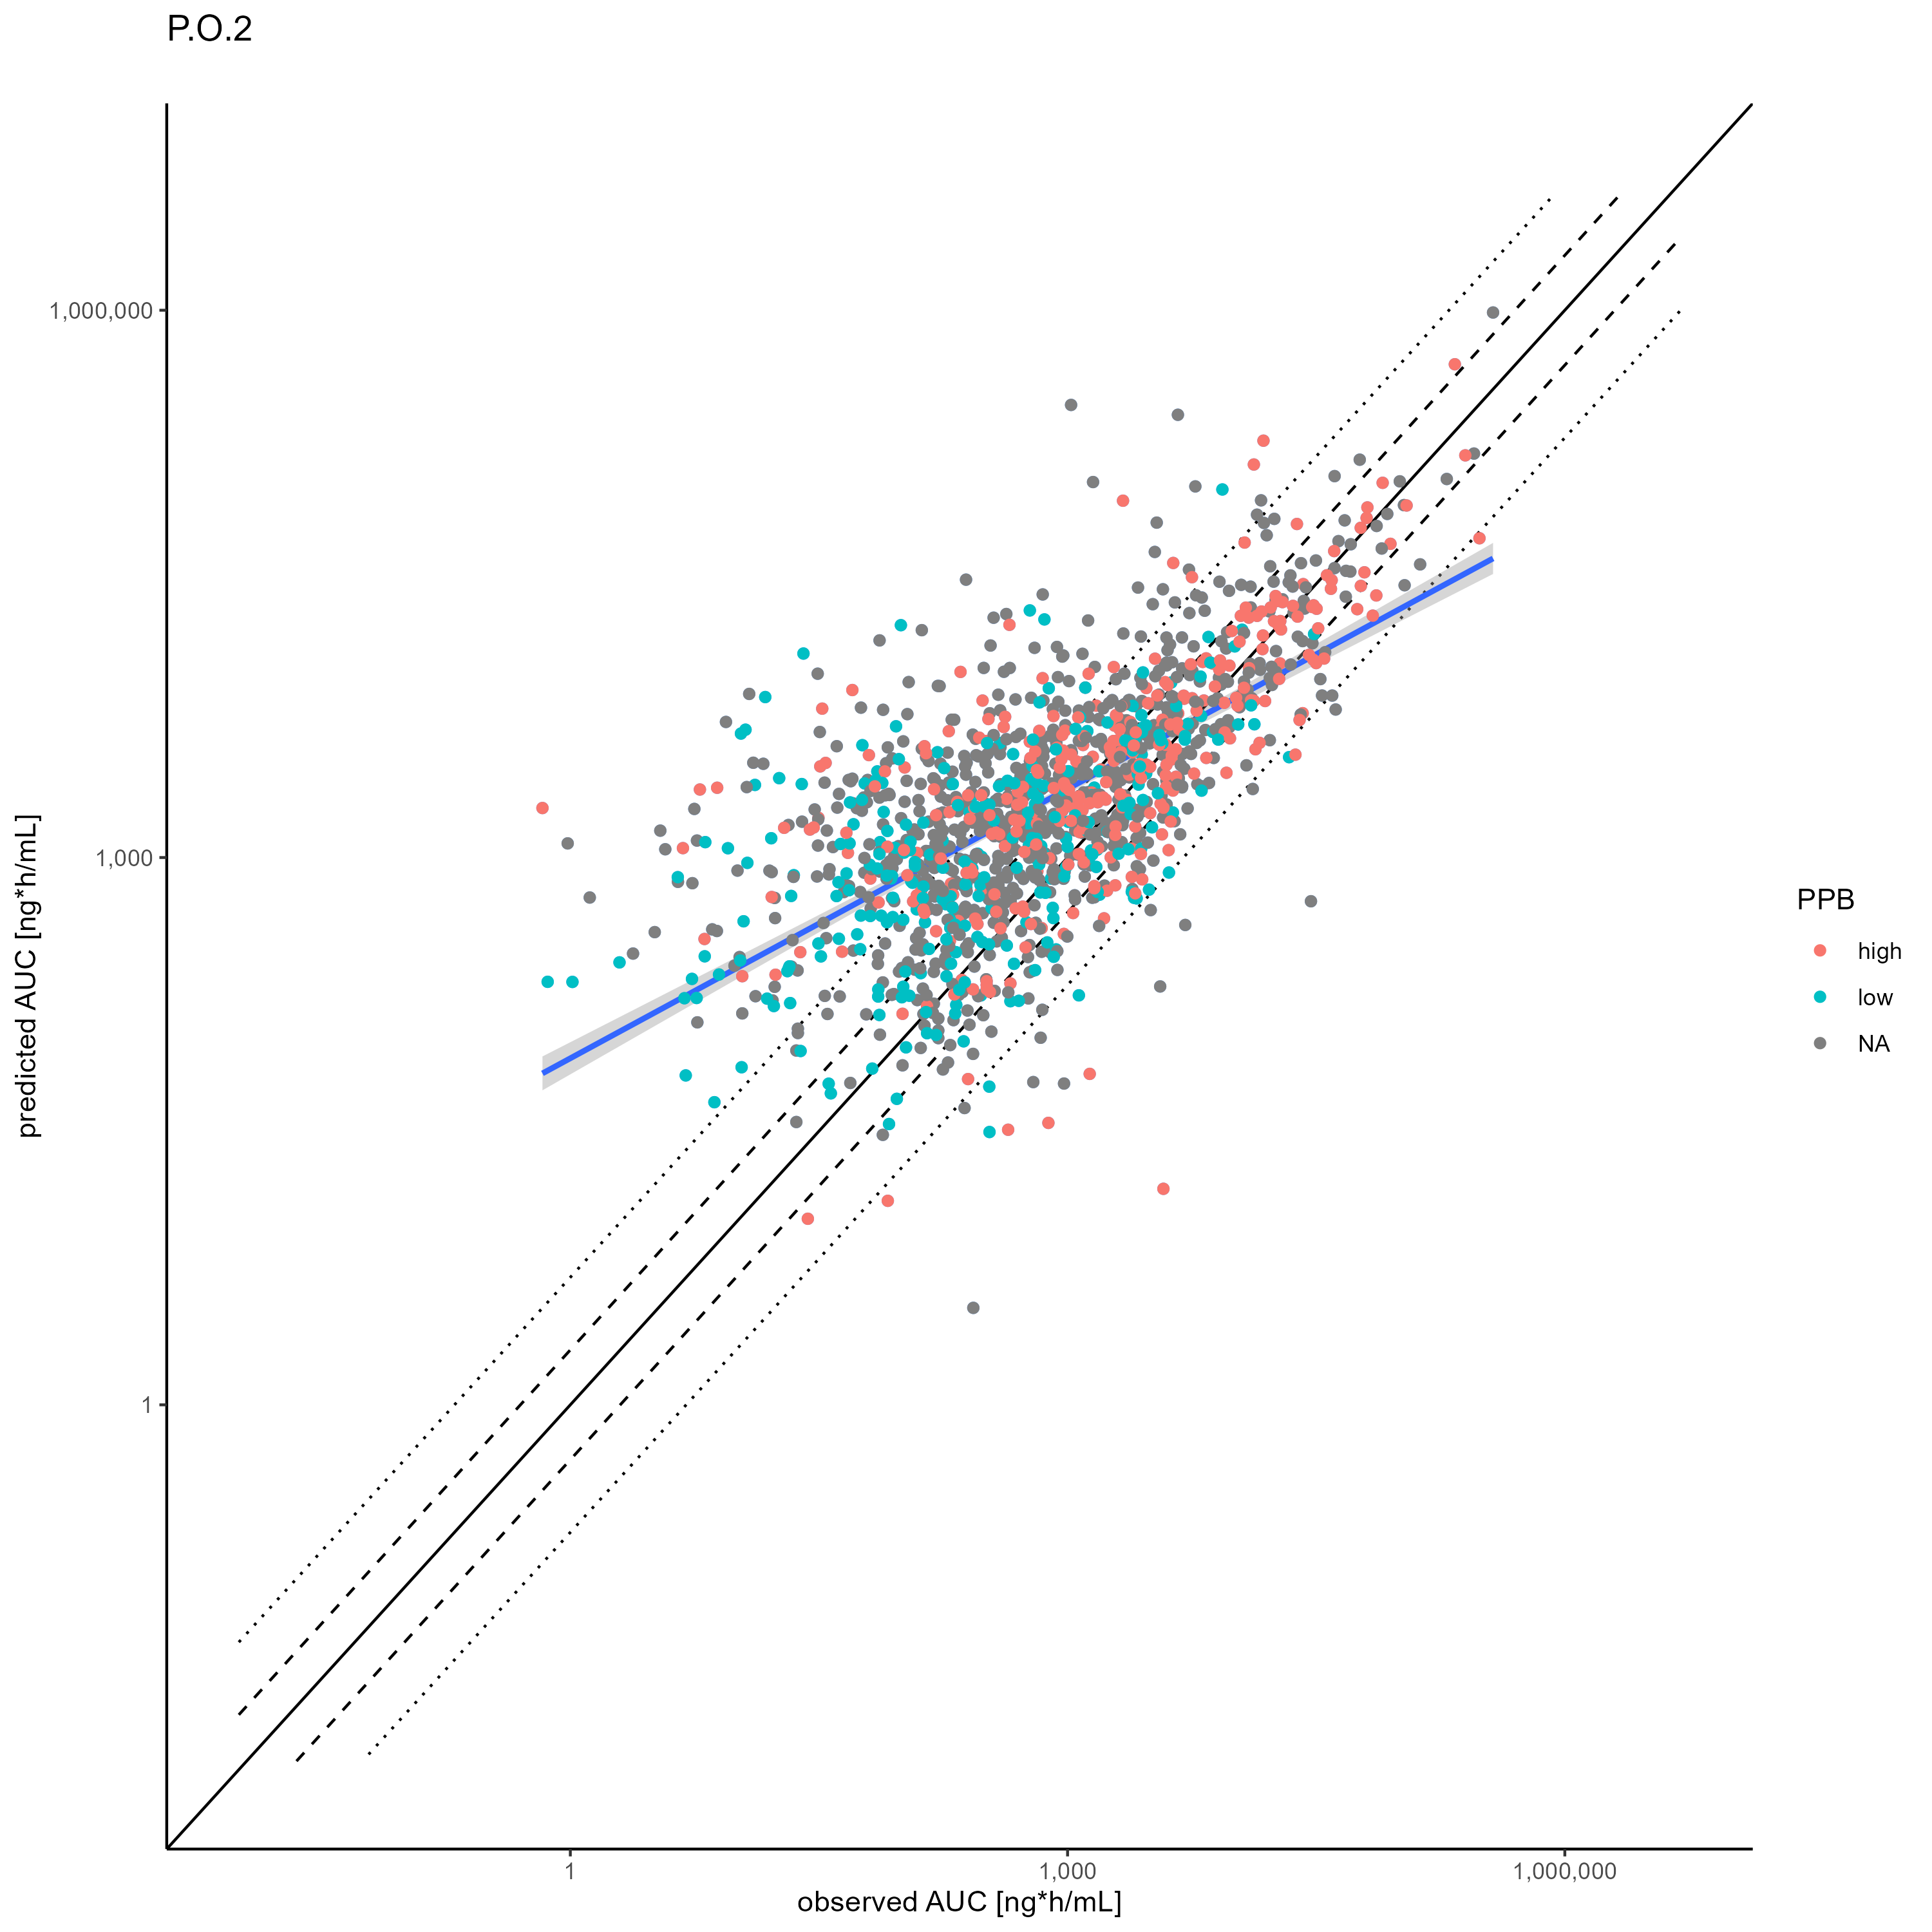 P.O.2
1,000,000
1,000
1
predicted AUC [ng*h/mL]
1
1,000
1,000,000
observed AUC [ng*h/mL]
PPB
high
low
NA